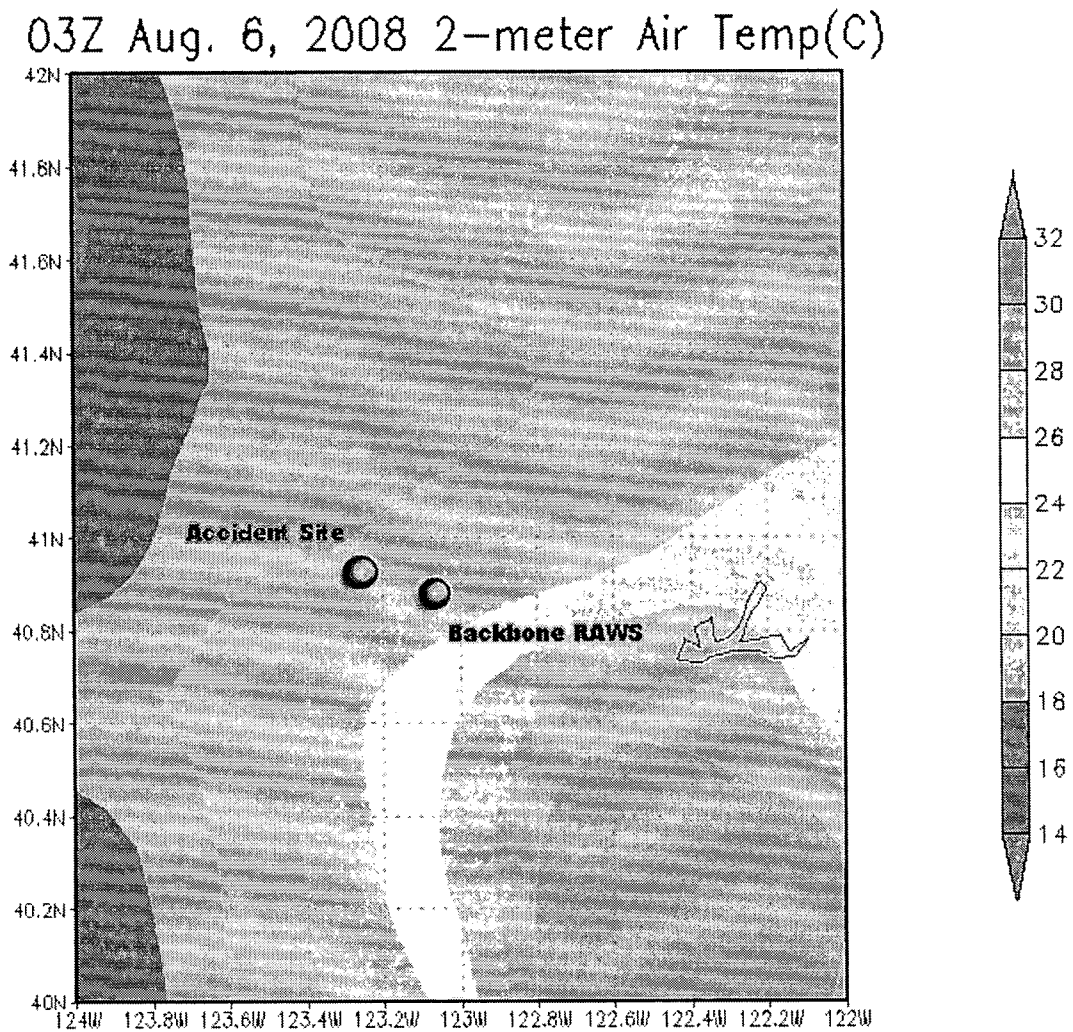 03Z Aug. 6, 2008 2-meter Air Temp(C)
42N
41.8N
41.6N
41.4N
41.2N
41N
40.8N
40.6N
40.4N
40.2N
40N
Accident Site
Backbone RAWS
124W 123.8W 123.6W 123.4W 123.2W 123W 122.8W 122.6W 122.4W 122.2W 122W
32
30
28
26
24
22
20
18
16
14